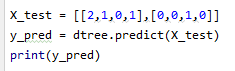 X_test = [[2,1,0,1],[0,0,1,0]]
y_pred = dtree.predict(X_test)
print(y_pred)